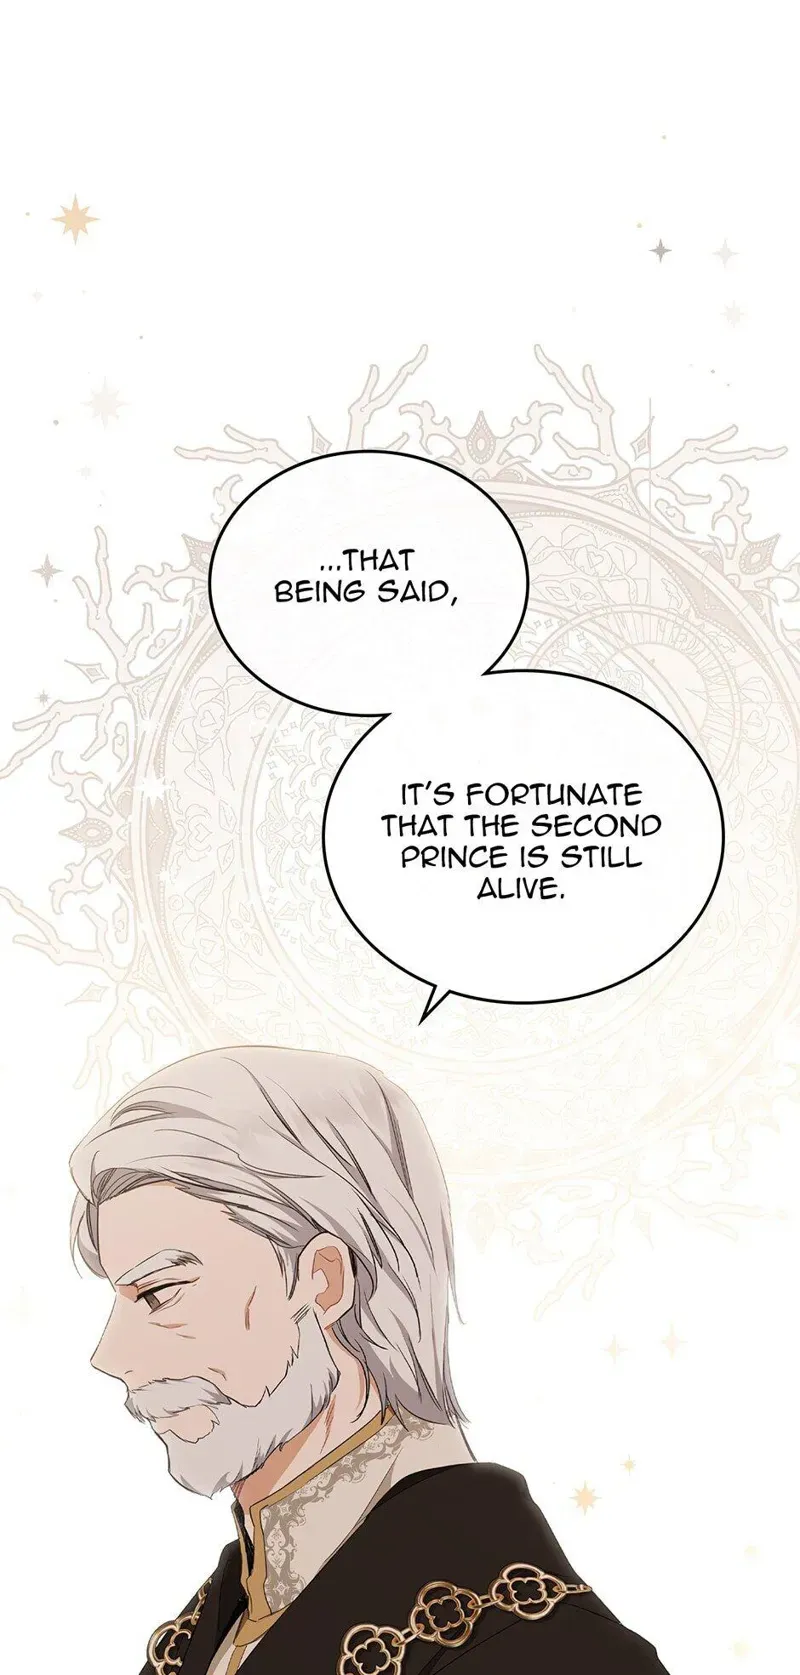 ...THAT
BEING SAID,
IT'S FORTUNATE
THAT THE SECOND
PRINCE IS STILL
ALIVE.